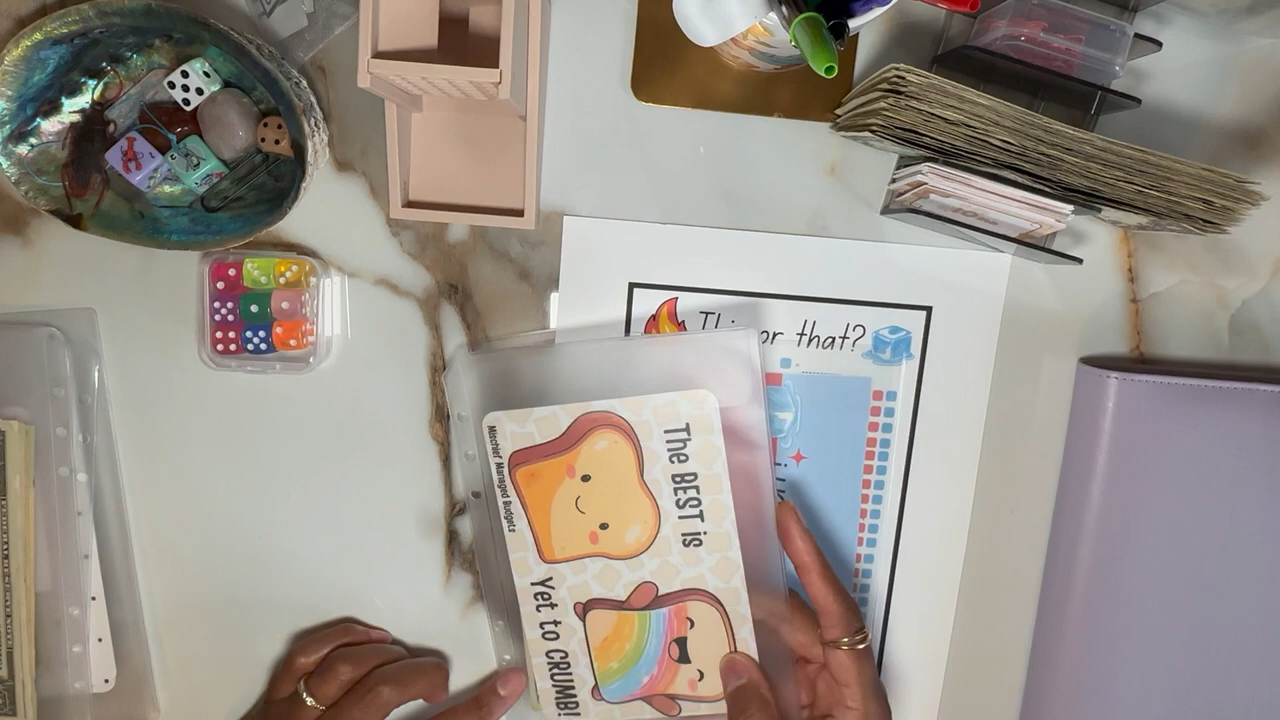 This or that?
The BEST is
Yet to CRUMB!
Mischief Managed Budgets